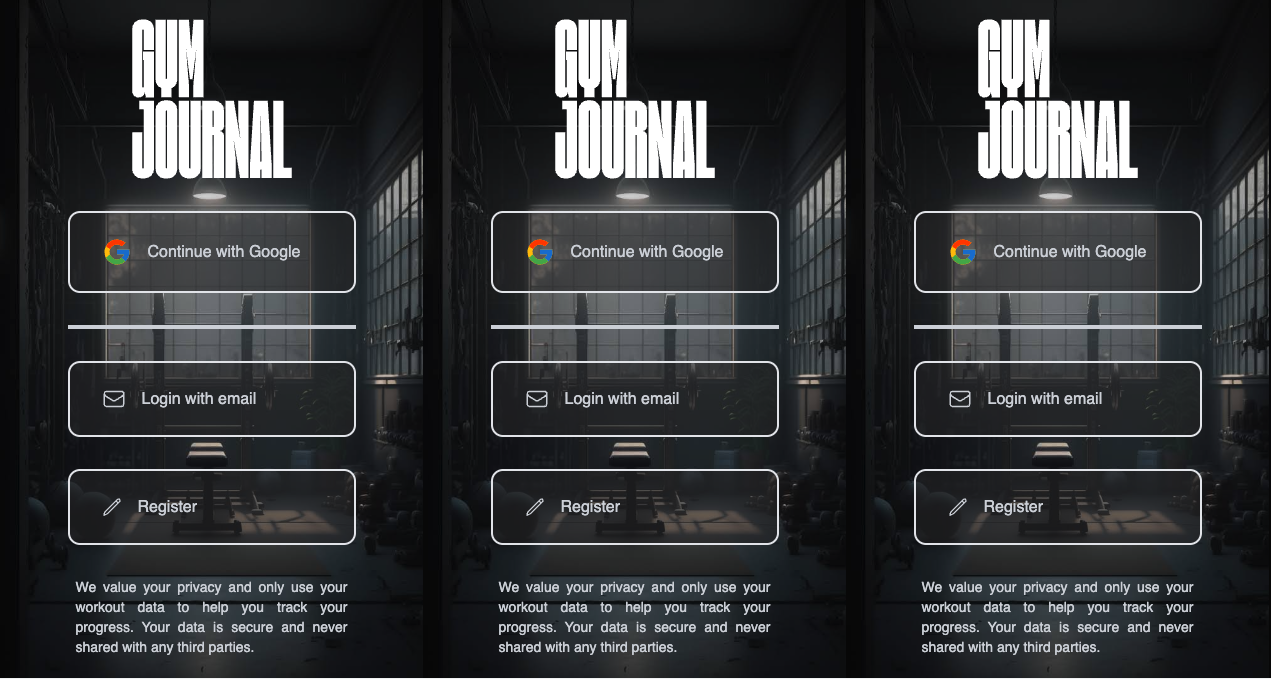 GYM
JOURNAL
Continue with Google
Login with email
Register
We value your privacy and only use your
workout data to help you track your
progress. Your data is secure and never
shared with any third parties.
GYM
JOURNAL
Continue with Google
Login with email
Register
We value your privacy and only use your
workout data to help you track your
progress. Your data is secure and never
shared with any third parties.
GYM
JOURNAL
Continue with Google
Login with email
Register
We value your privacy and only use your
workout data to help you track your
progress. Your data is secure and never
shared with any third parties.